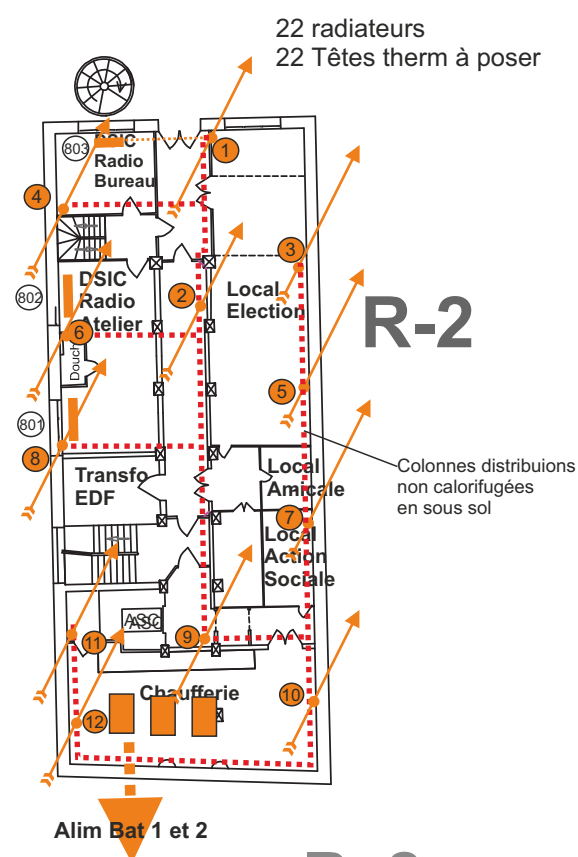 22 radiateurs
22 Têtes therm à poser
803
DSIC
Radio
Bureau
1
4
3
802
DSIC
Radio
Atelier
2
Local
Election
R-2
6
Douche
5
801
8
Transfo
EDF
Local
Amicale
Colonnes distribuions
non calorifugées
en sous sol
7
Local
Action
Sociale
ASC
ASC
11
9
Chaufferie
10
12
Alim Bat 1 et 2